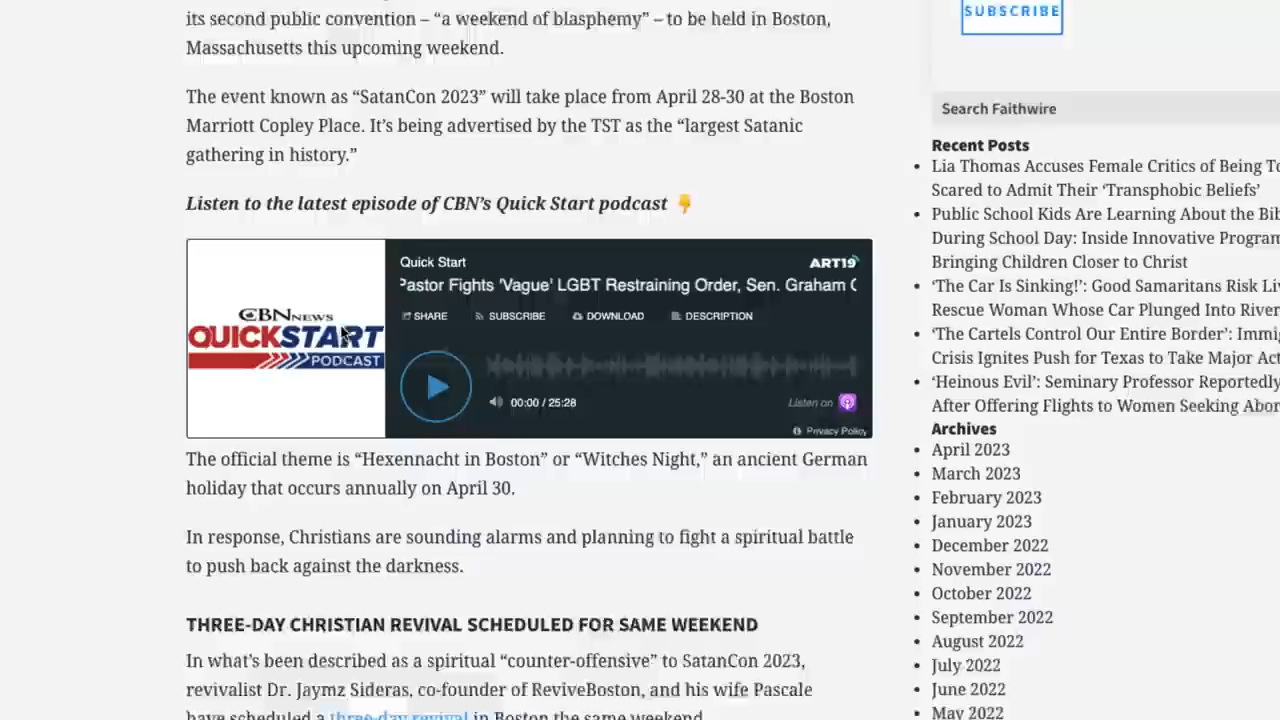 its second public convention – “a weekend of blasphemy” – to be held in Boston,
Massachusetts this upcoming weekend.
The event known as “SatanCon 2023” will take place from April 28-30 at the Boston
Marriott Copley Place. It’s being advertised by the TST as the “largest Satanic
gathering in history.”
Listen to the latest episode of CBN’s Quick Start podcast 👇
CBN NEWS
QUICKSTART
PODCAST
Quick Start
ART19
Pastor Fights 'Vague' LGBT Restraining Order, Sen. Graham
SHARE SUBSCRIBE DOWNLOAD DESCRIPTION
00:00 / 25:28
Listen on
Privacy Policy
The official theme is “Hexennacht in Boston” or “Witches Night,” an ancient German
holiday that occurs annually on April 30.
In response, Christians are sounding alarms and planning to fight a spiritual battle
to push back against the darkness.
THREE-DAY CHRISTIAN REVIVAL SCHEDULED FOR SAME WEEKEND
In what’s been described as a spiritual “counter-offensive” to SatanCon 2023,
revivalist Dr. Jaymz Sideras, co-founder of ReviveBoston, and his wife Pascale
have scheduled a three-day revival in Boston the same weekend.
SUBSCRIBE
Search Faithwire
Recent Posts
• Lia Thomas Accuses Female Critics of Being
Scared to Admit Their ‘Transphobic Beliefs’
• Public School Kids Are Learning About the
During School Day: Inside Innovative
Bringing Children Closer to Christ
• ‘The Car Is Sinking!’: Good Samaritans Risk
Rescue Woman Whose Car Plunged Into River
• ‘The Cartels Control Our Entire Border’:
Crisis Ignites Push for Texas to Take Major
• ‘Heinous Evil’: Seminary Professor Reportedly
After Offering Flights to Women Seeking
Archives
• April 2023
• March 2023
• February 2023
• January 2023
• December 2022
• November 2022
• October 2022
• September 2022
• August 2022
• July 2022
• June 2022
• May 2022